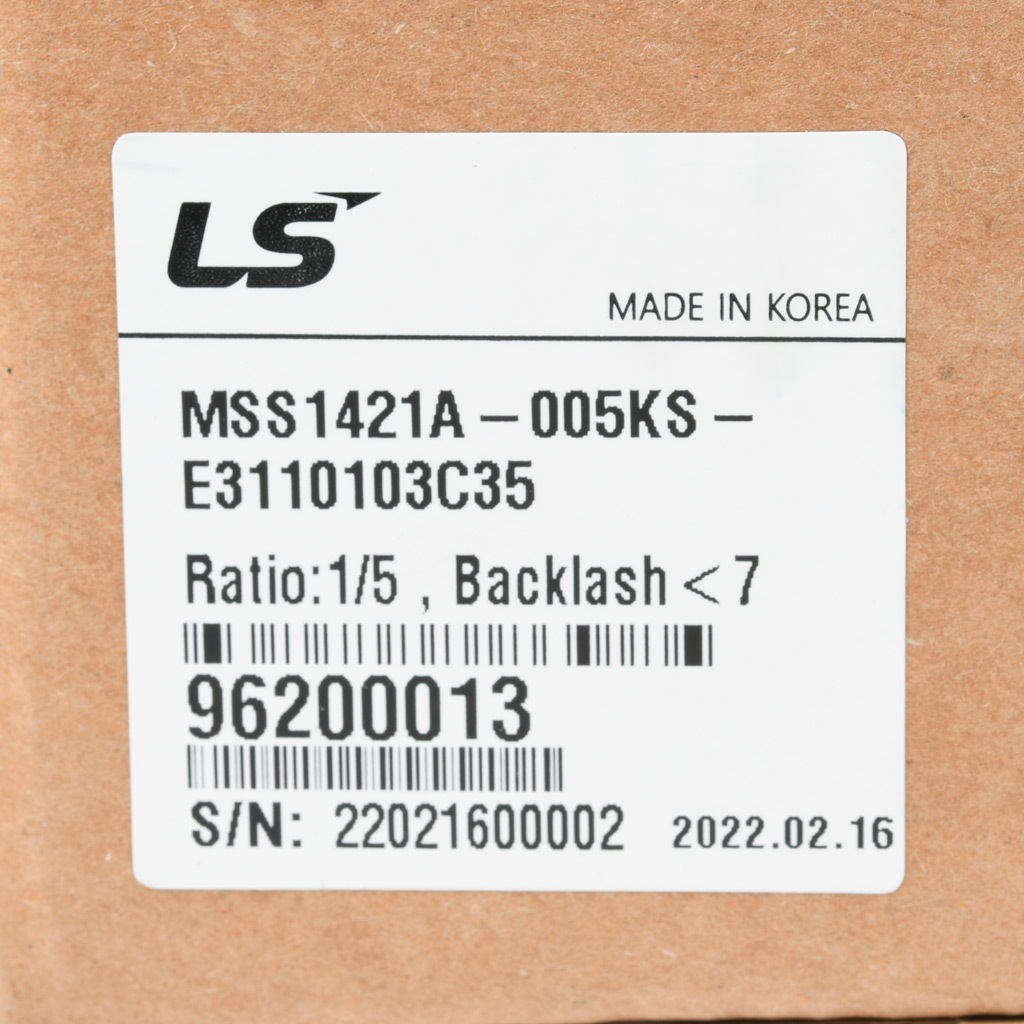 LS
MADE IN KOREA
MSS1421A-005KS-
E3110103C35
Ratio:1/5 , Backlash < 7
96200013
S/N: 22021600002 2022.02.16